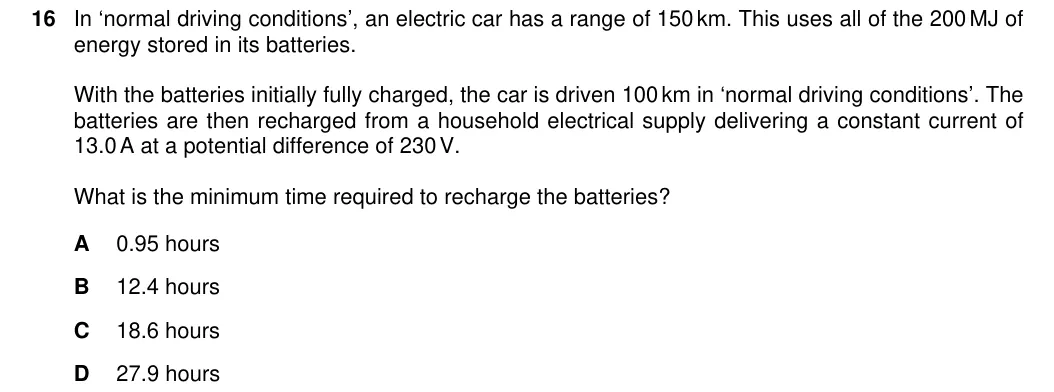 16 In ‘normal driving conditions’, an electric car has a range of 150 km. This uses all of the 200 MJ of
energy stored in its batteries.
With the batteries initially fully charged, the car is driven 100 km in ‘normal driving conditions’. The
batteries are then recharged from a household electrical supply delivering a constant current of
13.0 A at a potential difference of 230 V.
What is the minimum time required to recharge the batteries?
A 0.95 hours
B 12.4 hours
C 18.6 hours
D 27.9 hours